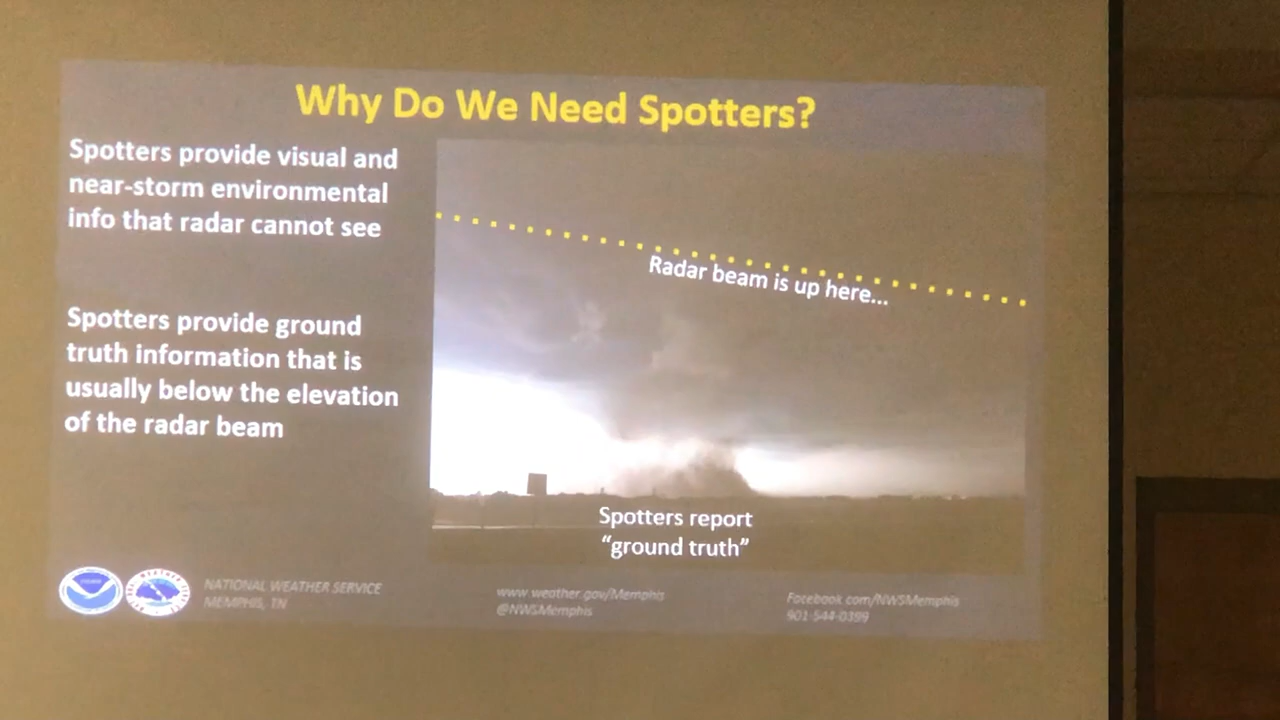 Why Do We Need Spotters?
Spotters provide visual and
near-storm environmental
info that radar cannot see
Spotters provide ground
truth information that is
usually below the elevation
of the radar beam
Radar beam is up here...
Spotters report
“ground truth”
NATIONAL WEATHER SERVICE
MEMPHIS, TN
www.weather.gov/Memphis
@NWSMemphis
Facebook.com/NWSMemphis
901-544-0399